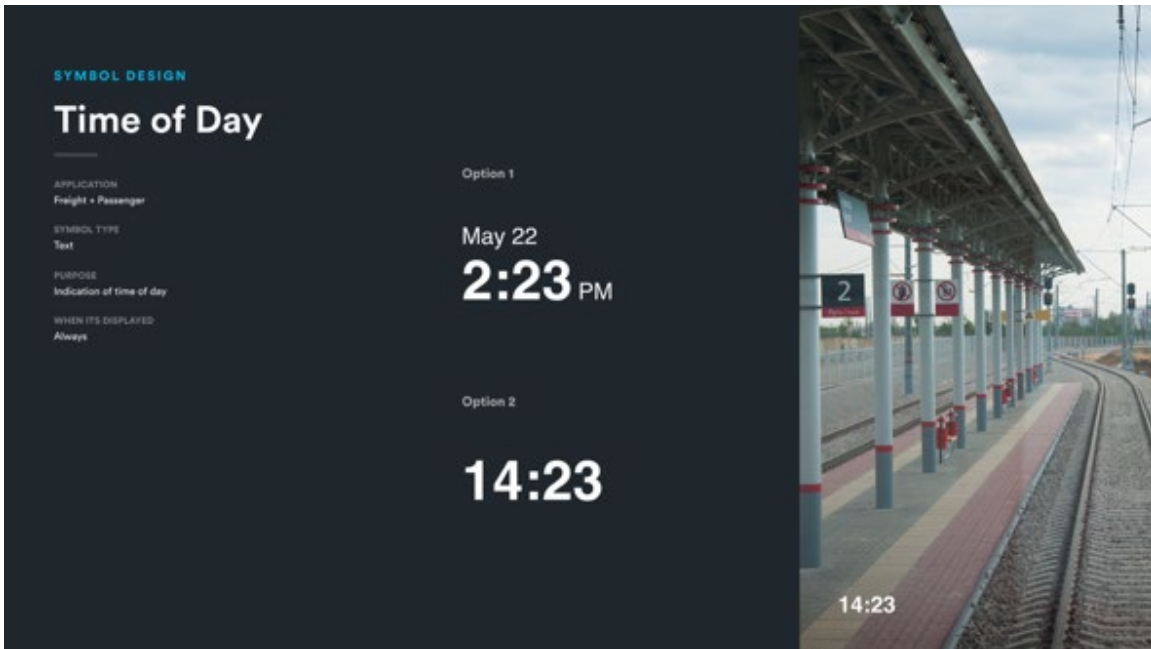 SYMBOL DESIGN
Time of Day
APPLICATION
Freight + Passenger
SYMBOL TYPE
Text
PURPOSE
Indication of time of day
WHEN ITS DISPLAYED
Always
Option 1
May 22
2:23 PM
Option 2
14:23
2
14:23